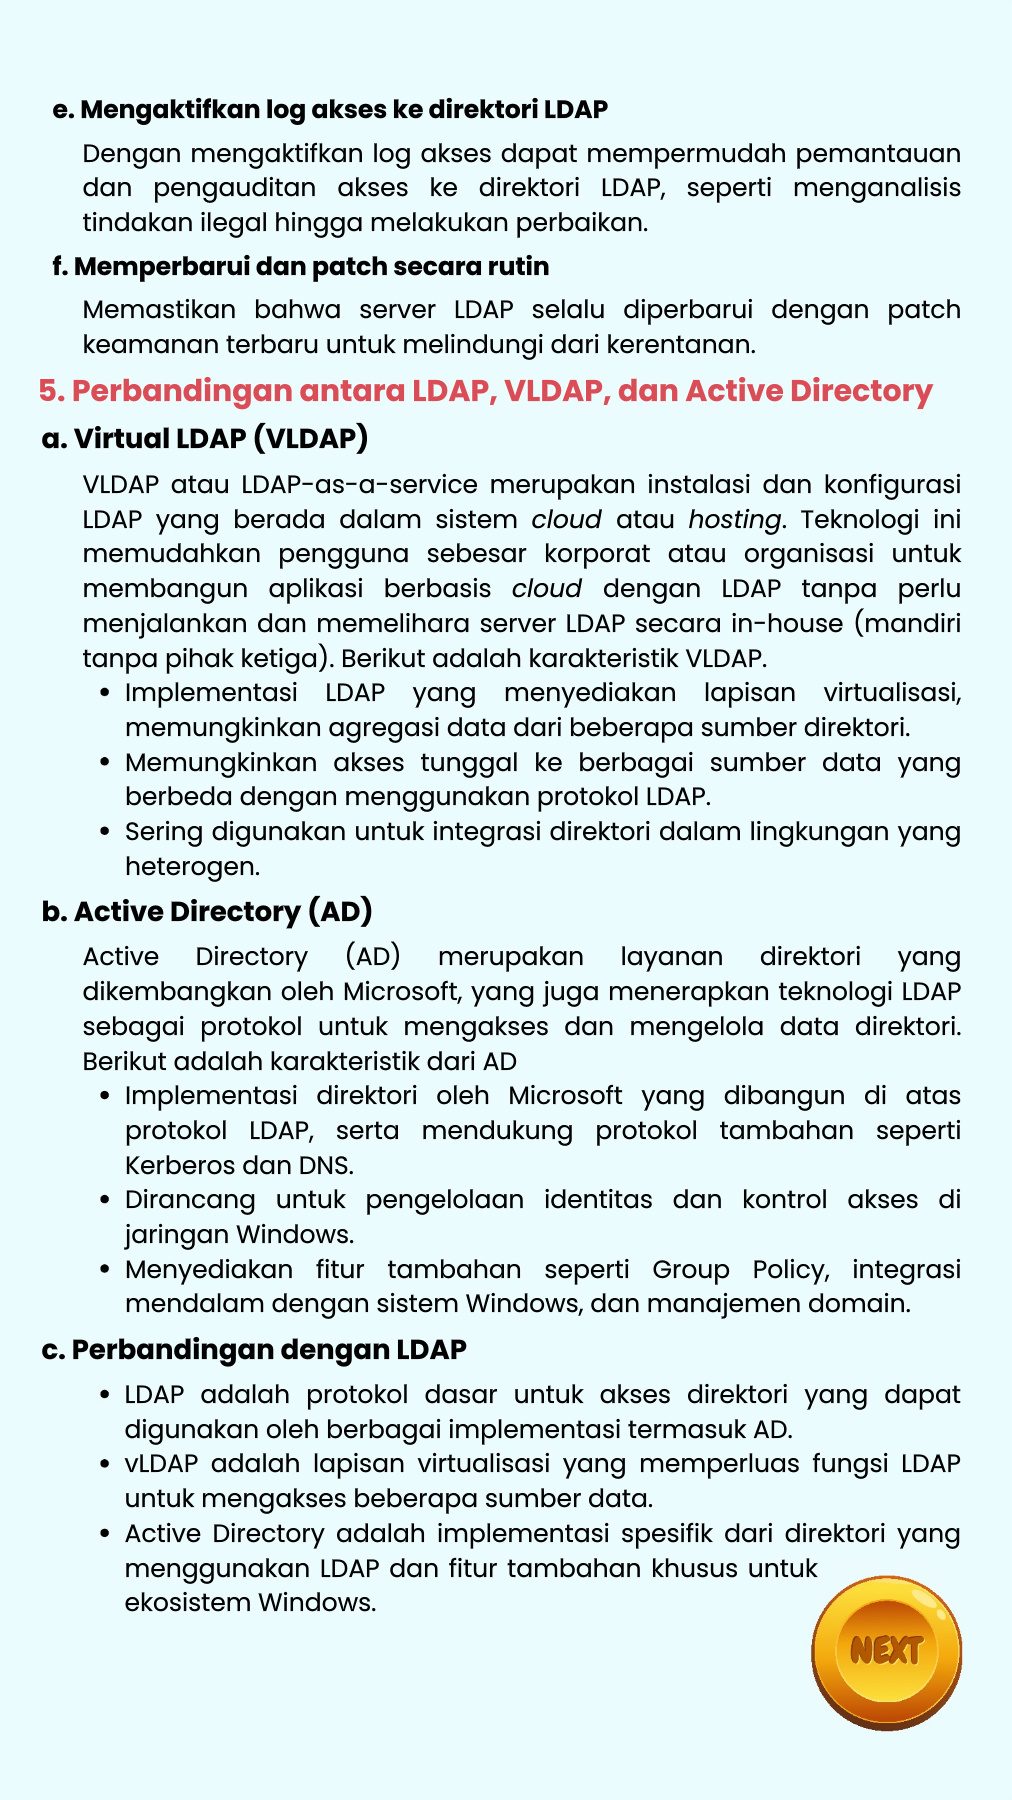 e. Mengaktifkan log akses ke direktori LDAP
Dengan mengaktifkan log akses dapat mempermudah pemantauan
dan pengauditan akses ke direktori LDAP, seperti menganalisis
tindakan ilegal hingga melakukan perbaikan.
f. Memperbarui dan patch secara rutin
Memastikan bahwa server LDAP selalu diperbarui dengan patch
keamanan terbaru untuk melindungi dari kerentanan.
5. Perbandingan antara LDAP, VLDAP, dan Active Directory
a. Virtual LDAP (VLDAP)
VLDAP atau LDAP-as-a-service merupakan instalasi dan konfigurasi
LDAP yang berada dalam sistem cloud atau hosting. Teknologi ini
memudahkan pengguna sebesar korporat atau organisasi untuk
membangun aplikasi berbasis cloud dengan LDAP tanpa perlu
menjalankan dan memelihara server LDAP secara in-house (mandiri
tanpa pihak ketiga). Berikut adalah karakteristik VLDAP.
• Implementasi LDAP yang menyediakan lapisan virtualisasi,
memungkinkan agregasi data dari beberapa sumber direktori.
• Memungkinkan akses tunggal ke berbagai sumber data yang
berbeda dengan menggunakan protokol LDAP.
• Sering digunakan untuk integrasi direktori dalam lingkungan yang
heterogen.
b. Active Directory (AD)
Active Directory (AD) merupakan layanan direktori yang
dikembangkan oleh Microsoft, yang juga menerapkan teknologi LDAP
sebagai protokol untuk mengakses dan mengelola data direktori.
Berikut adalah karakteristik dari AD
• Implementasi direktori oleh Microsoft yang dibangun di atas
protokol LDAP, serta mendukung protokol tambahan seperti
Kerberos dan DNS.
• Dirancang untuk pengelolaan identitas dan kontrol akses di
jaringan Windows.
• Menyediakan fitur tambahan seperti Group Policy, integrasi
mendalam dengan sistem Windows, dan manajemen domain.
c. Perbandingan dengan LDAP
• LDAP adalah protokol dasar untuk akses direktori yang dapat
digunakan oleh berbagai implementasi termasuk AD.
• vLDAP adalah lapisan virtualisasi yang memperluas fungsi LDAP
untuk mengakses beberapa sumber data.
• Active Directory adalah implementasi spesifik dari direktori yang
menggunakan LDAP dan fitur tambahan khusus untuk
ekosistem Windows.
NEXT